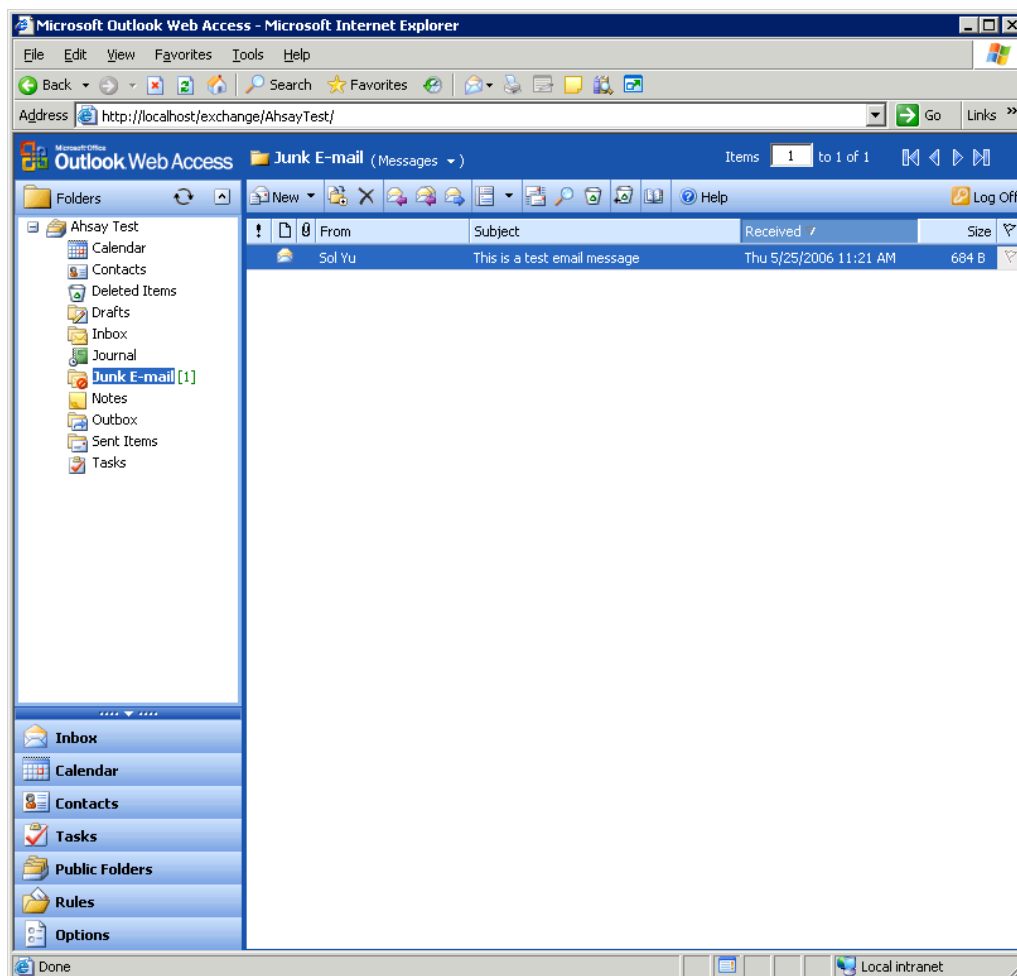 Microsoft Outlook Web Access - Microsoft Internet Explorer
File Edit View Favorites Tools Help
Back Search Favorites
Address http://localhost/exchange/AhsayTest/ Go Links »
Microsoft Office
Outlook Web Access Junk E-mail (Messages ) Items 1 to 1 of 1
Folders New Help Log Off
Ahsay Test
! From Subject Received Size
Calendar
Sol Yu This is a test email message Thu 5/25/2006 11:21 AM 684 B
Contacts
Deleted Items
Drafts
Inbox
Journal
Junk E-mail [1]
Notes
Outbox
Sent Items
Tasks
Inbox
Calendar
Contacts
Tasks
Public Folders
Rules
Options
Done Local intranet